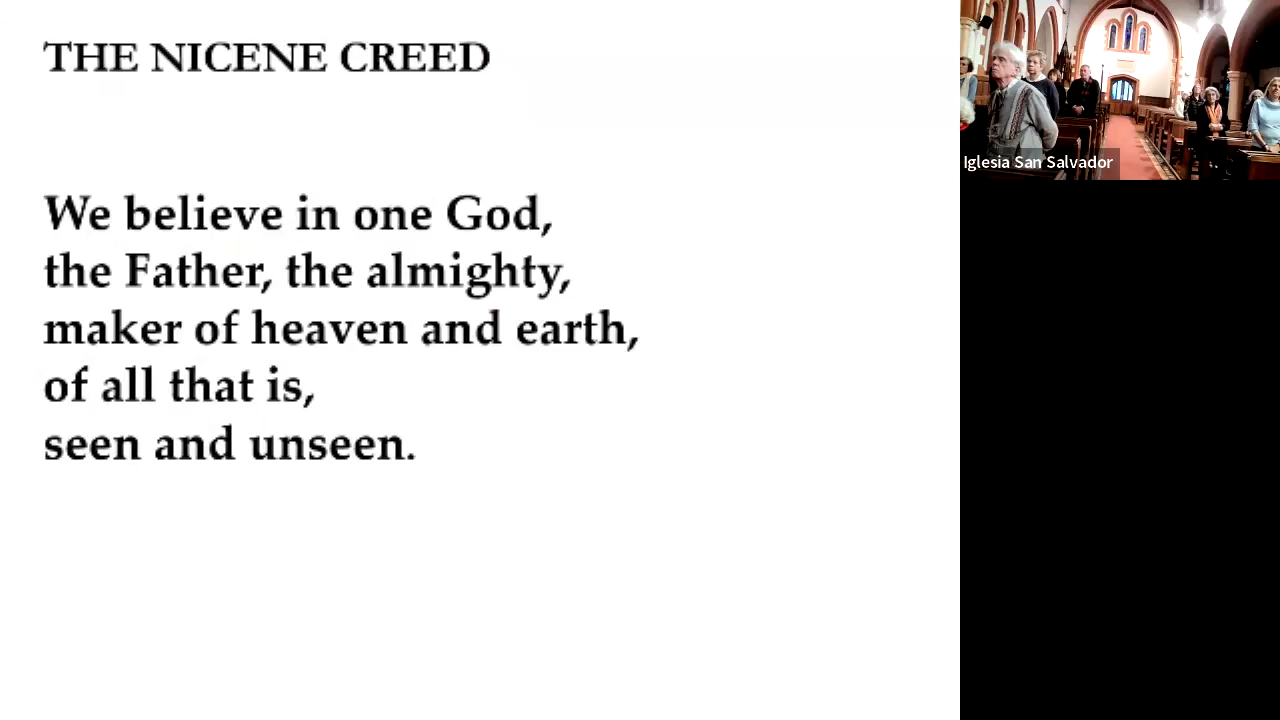 THE NICENE CREED
We believe in one God,
the Father, the almighty,
maker of heaven and earth,
of all that is,
seen and unseen.
Iglesia San Salvador